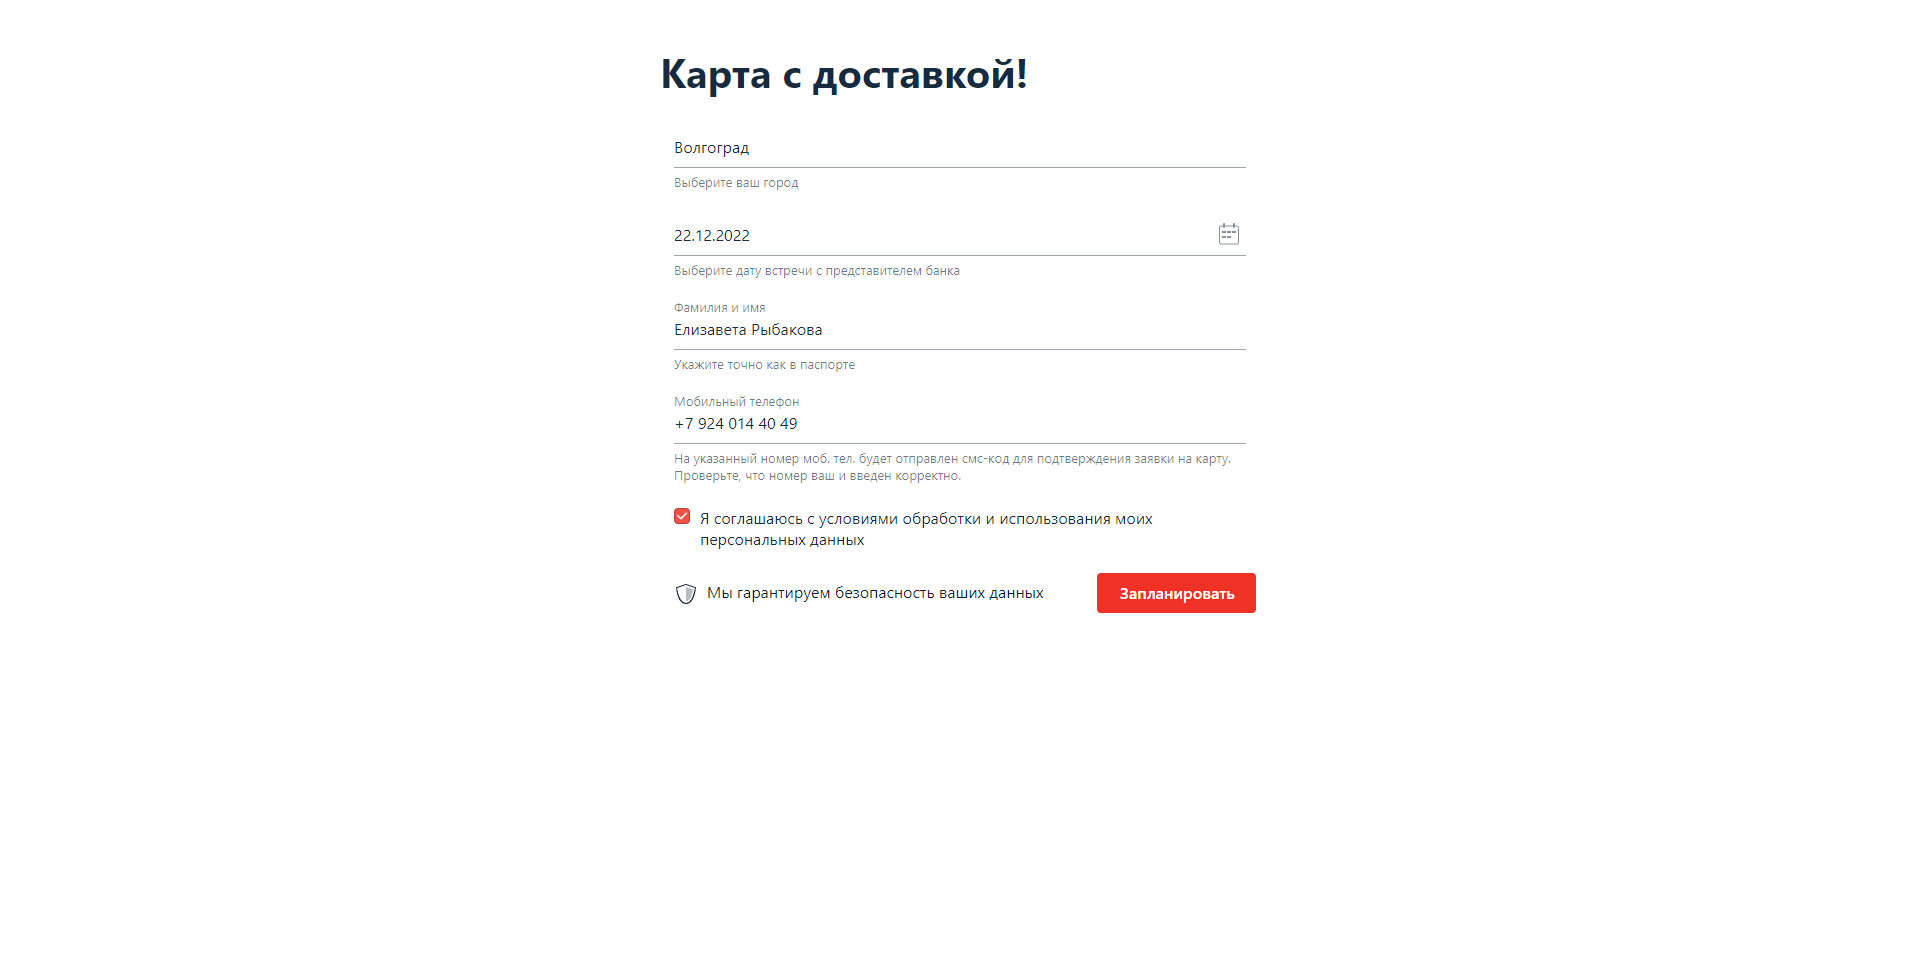 Карта с доставкой!
Волгоград
Выберите ваш город
22.12.2022
Выберите дату встречи с представителем банка
Фамилия и имя
Елизавета Рыбакова
Укажите точно как в паспорте
Мобильный телефон
+7 924 014 40 49
На указанный номер моб. тел. будет отправлен смс-код для подтверждения заявки на карту.
Проверьте, что номер ваш и введен корректно.
Я соглашаюсь с условиями обработки и использования моих
персональных данных
Мы гарантируем безопасность ваших данных
Запланировать